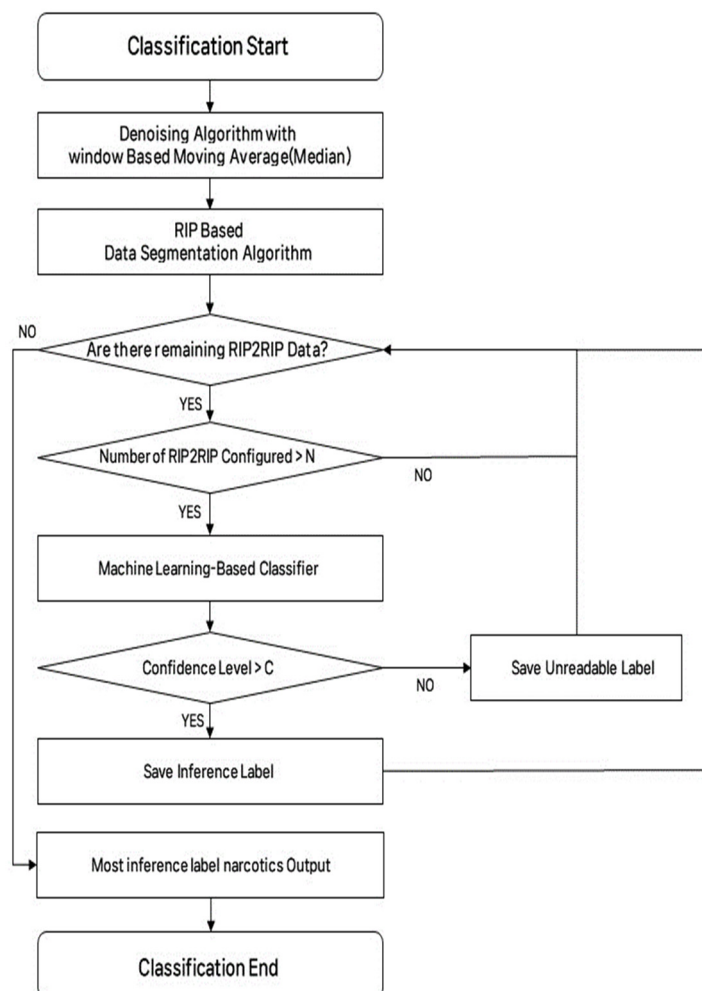 Classification Start
Denoising Algorithm with
window Based Moving Average(Median)
RIP Based
Data Segmentation Algorithm
NO
Are there remaining RIP2RIP Data?
YES
Number of RIP2RIP Configured > N
NO
YES
Machine Learning-Based Classifier
Confidence Level > C
NO
Save Unreadable Label
YES
Save Inference Label
Most inference label narcotics Output
Classification End